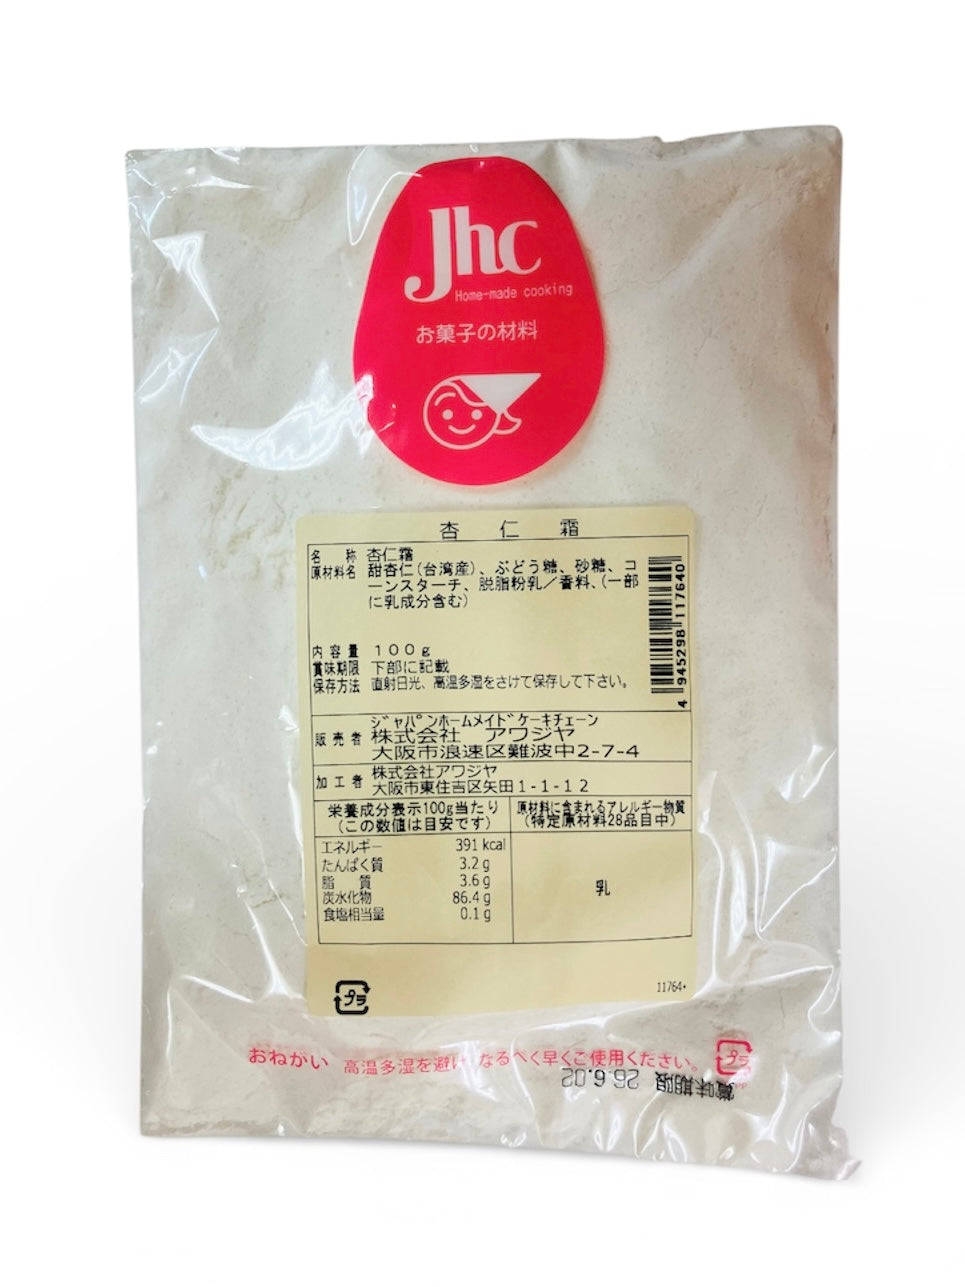 Jhc
Home-made cooking
お菓子の材料
杏仁霜
名称 杏仁霜
原材料名 甜杏仁(台湾産)、ぶどう糖、砂糖、コ
ーンスターチ、脱脂粉乳／香料、(一部
に乳成分含む)
内容量 100g
賞味期限 下部に記載
保存方法 直射日光、高温多湿をさけて保存して下さい。
4945298117640
ジャパンホームメイドケーキチェーン
販売者 株式会社 アワジヤ
大阪市浪速区難波中2-7-4
加工者 株式会社アワジヤ
大阪市東住吉区矢田1-1-12
栄養成分表示100g当たり
(この数値は目安です)
原材料に含まれるアレルギー物質
(特定原材料28品目中)
エネルギー 391 kcal
たんぱく質 3.2 g
脂質 3.6 g
炭水化物 86.4 g
食塩相当量 0.1 g
乳
プラ
11764*
おねがい 高温多湿を避け なるべく早くご使用ください。
プラ
賞味期限 26.6.02